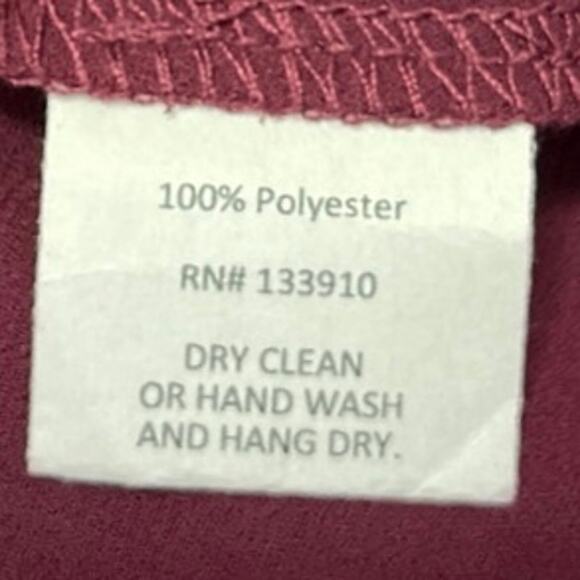 100% Polyester
RN# 133910
DRY CLEAN
OR HAND WASH
AND HANG DRY.